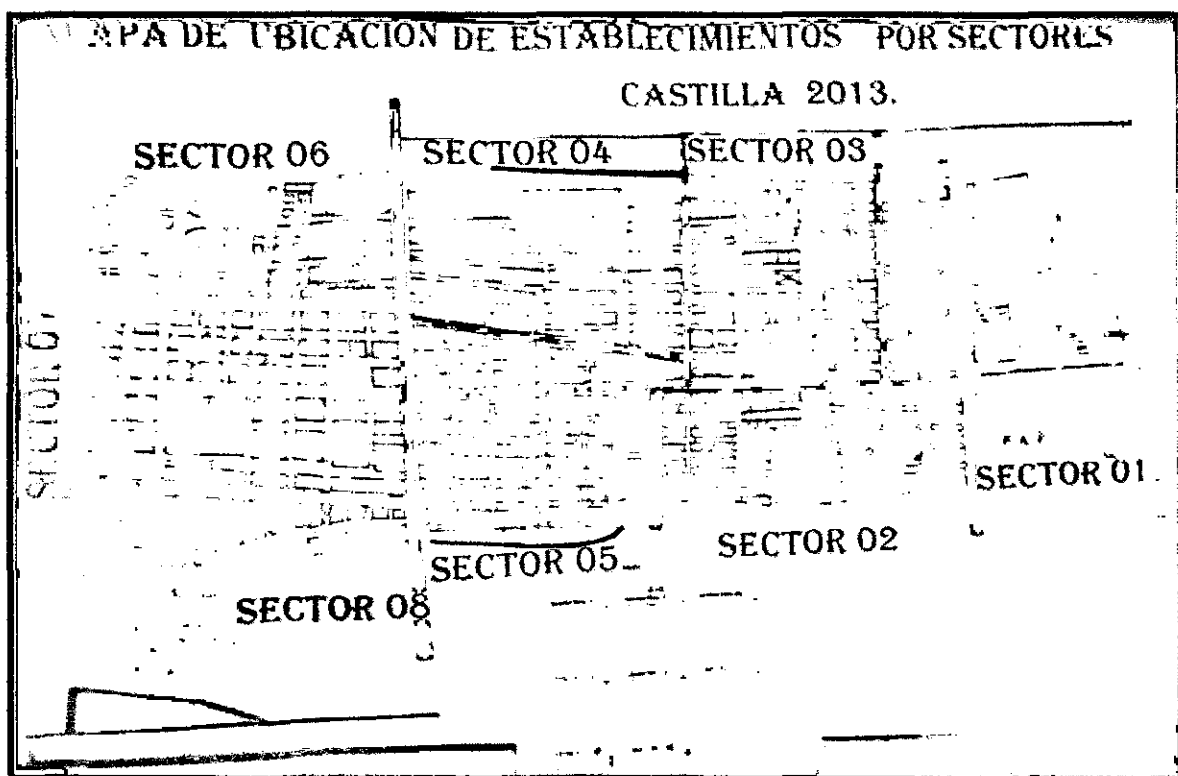 APA DE UBICACION DE ESTABLECIMIENTOS POR SECTORES
CASTILLA 2013.
SECTOR 06
SECTOR 04
SECTOR 03
SECTOR 01
SECTOR 02
SECTOR 05
SECTOR 08